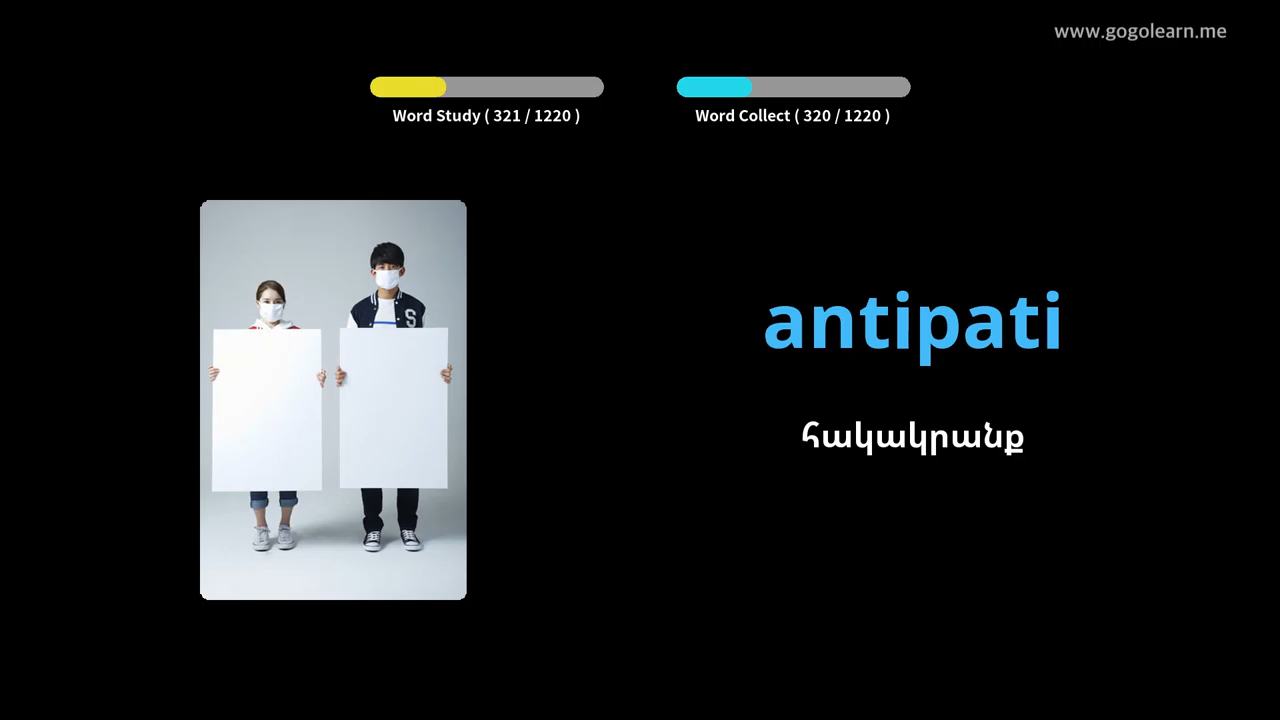 www.gogolearn.me
Word Study ( 321 / 1220 )
Word Collect ( 320 / 1220 )
S
antipati
հակակրանք